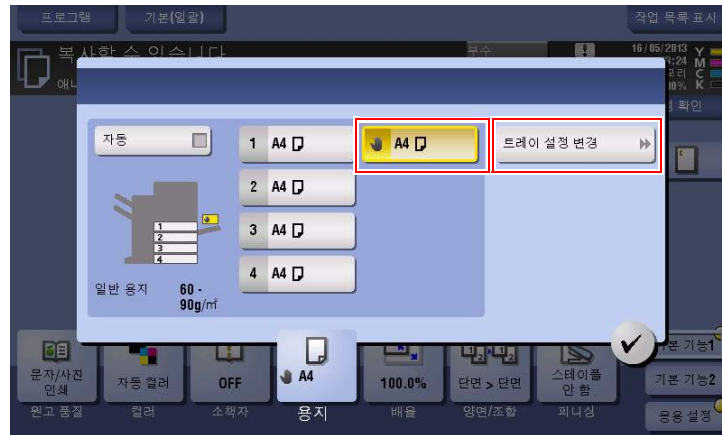 프로그램
기본(일괄)
작업 목록 표시
복사할 수 있습니다
부수
16/05/2013
Y
:24
M
C
K
확인
자동
1 A4
A4
트레이 설정 변경
2 A4
3 A4
4 A4
1
2
3
4
일반 용지
60 -
90g/㎡
문자/사진
인쇄
자동 컬러
OFF
A4
100.0%
단면 > 단면
스테이플
안 함
기본 기능1
기본 기능2
원고 품질
컬러
소책자
용지
배율
양면/조합
피니싱
응용 설정